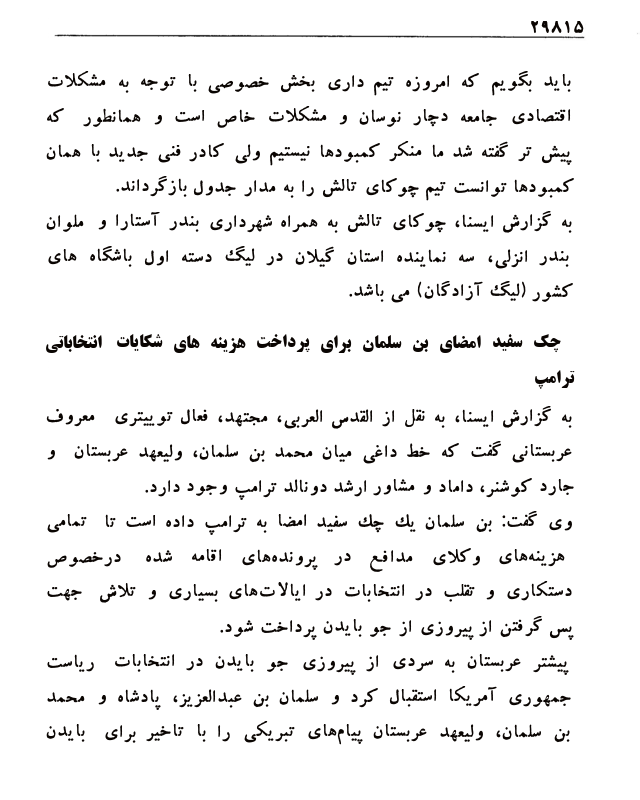 ۲۹۸۱۵
باید بگویم که امروزه تیم داری بخش خصوصی با توجه به مشکلات
اقتصادی جامعه دچار نوسان و مشکلات خاص است و همانطور که
پیش تر گفته شد ما منکر کمبودها نیستیم ولی کادر فنی جدید با همان
کمبودها توانست تیم چوکای تالش را به مدار جدول بازگرداند.
به گزارش ایسنا، چوکای تالش به همراه شهرداری بندر آستارا و ملوان
بندر انزلی، سه نماینده استان گیلان در لیگ دسته اول باشگاه های
کشور (لیگ آزادگان) می باشد.
چک سفید امضای بن سلمان برای پرداخت هزینه های شکایات انتخاباتی
ترامپ
به گزارش ایسنا، به نقل از القدس العربی، مجتهد، فعال توییتری معروف
عربستانی گفت که خط داغی میان محمد بن سلمان، ولیعهد عربستان و
جارد کوشنر، داماد و مشاور ارشد دونالد ترامپ وجود دارد.
وی گفت: بن سلمان یك چك سفید امضا به ترامپ داده است تا تمامی
هزینه‌های وکلای مدافع در پرونده‌های اقامه شده درخصوص
دستکاری و تقلب در انتخابات در ایالات‌های بسیاری و تلاش جهت
پس گرفتن از پیروزی از جو بایدن پرداخت شود.
پیشتر عربستان به سردی از پیروزی جو بایدن در انتخابات ریاست
جمهوری آمریکا استقبال کرد و سلمان بن عبدالعزیز، پادشاه و محمد
بن سلمان، ولیعهد عربستان پیام‌های تبریکی را با تاخیر برای بایدن